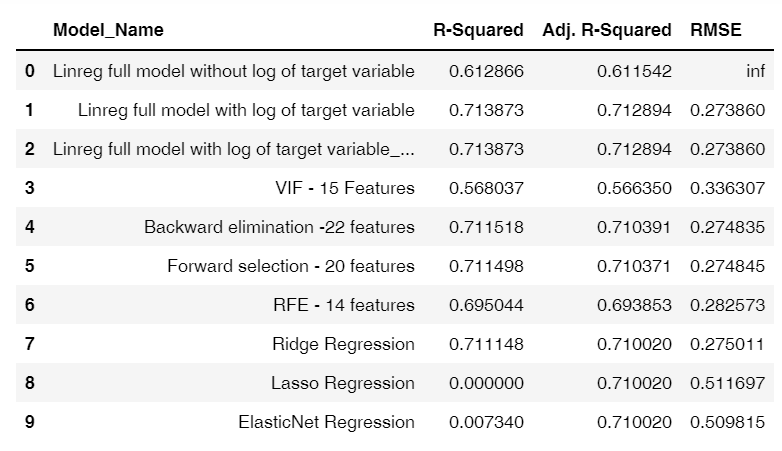 Model_Name R-Squared Adj. R-Squared RMSE
0 Linreg full model without log of target variable 0.612866 0.611542 inf
1 Linreg full model with log of target variable 0.713873 0.712894 0.273860
2 Linreg full model with log of target variable_... 0.713873 0.712894 0.273860
3 VIF - 15 Features 0.568037 0.566350 0.336307
4 Backward elimination -22 features 0.711518 0.710391 0.274835
5 Forward selection - 20 features 0.711498 0.710371 0.274845
6 RFE - 14 features 0.695044 0.693853 0.282573
7 Ridge Regression 0.711148 0.710020 0.275011
8 Lasso Regression 0.000000 0.710020 0.511697
9 ElasticNet Regression 0.007340 0.710020 0.509815